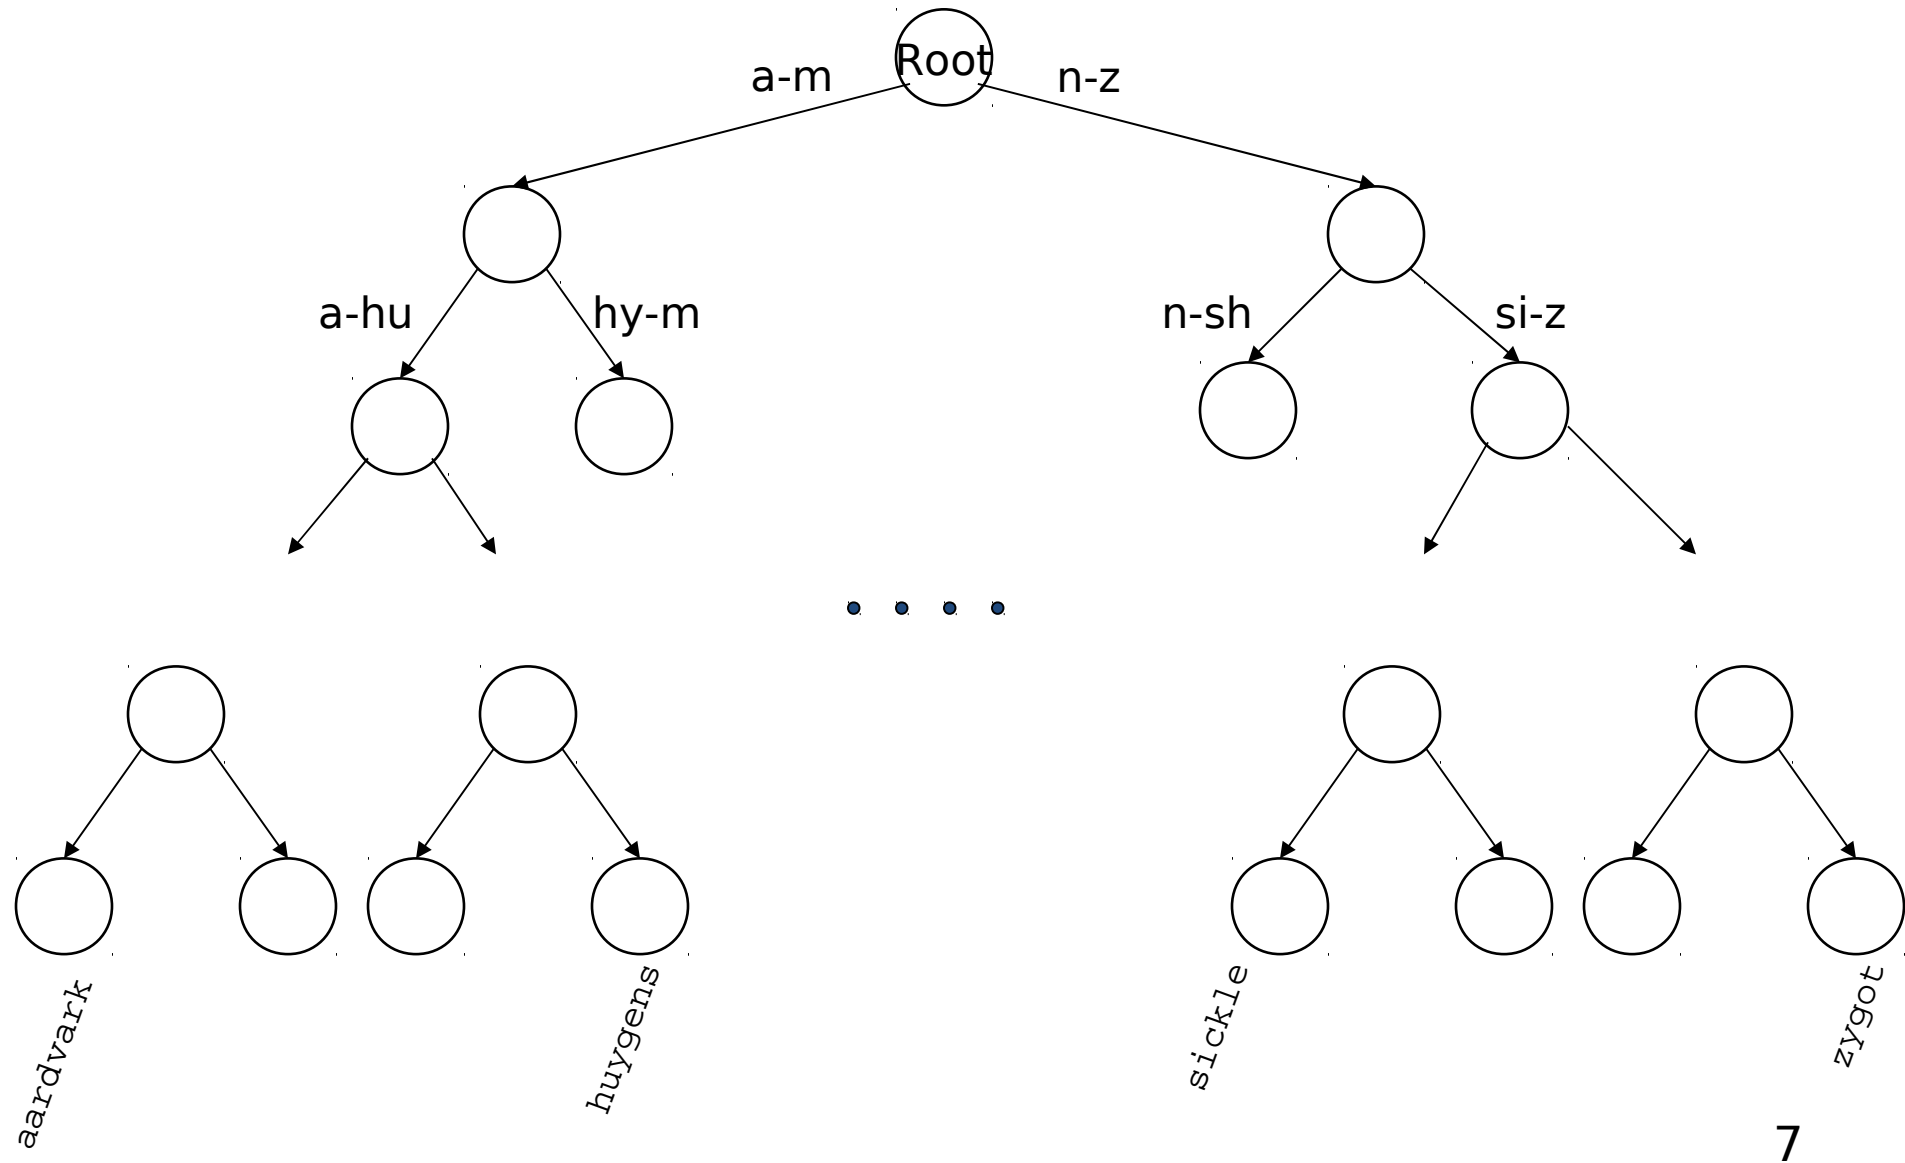 Root
a-m
n-z
a-hu
hy-m
n-sh
si-z
aardvark
huygens
sickle
zygot
7